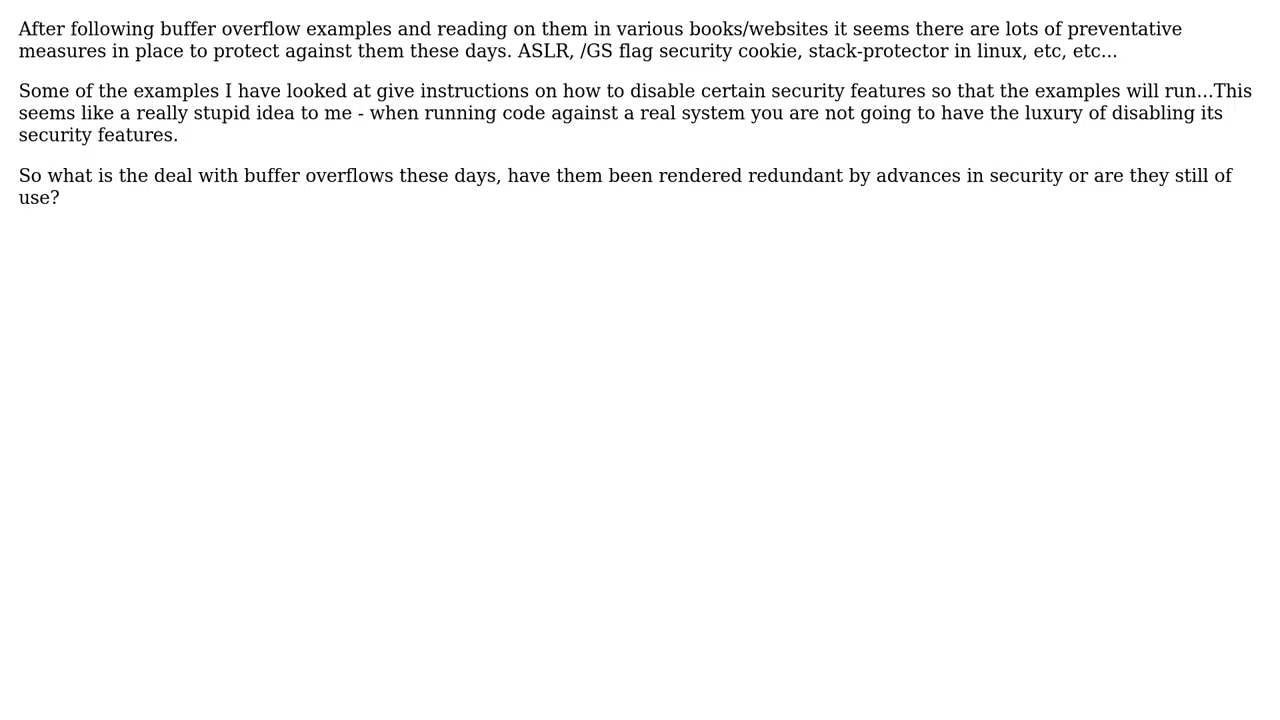 After following buffer overflow examples and reading on them in various books/websites it seems there are lots of preventative
measures in place to protect against them these days. ASLR, /GS flag security cookie, stack-protector in linux, etc, etc...
Some of the examples I have looked at give instructions on how to disable certain security features so that the examples will run...This
seems like a really stupid idea to me - when running code against a real system you are not going to have the luxury of disabling its
security features.
So what is the deal with buffer overflows these days, have them been rendered redundant by advances in security or are they still of
use?